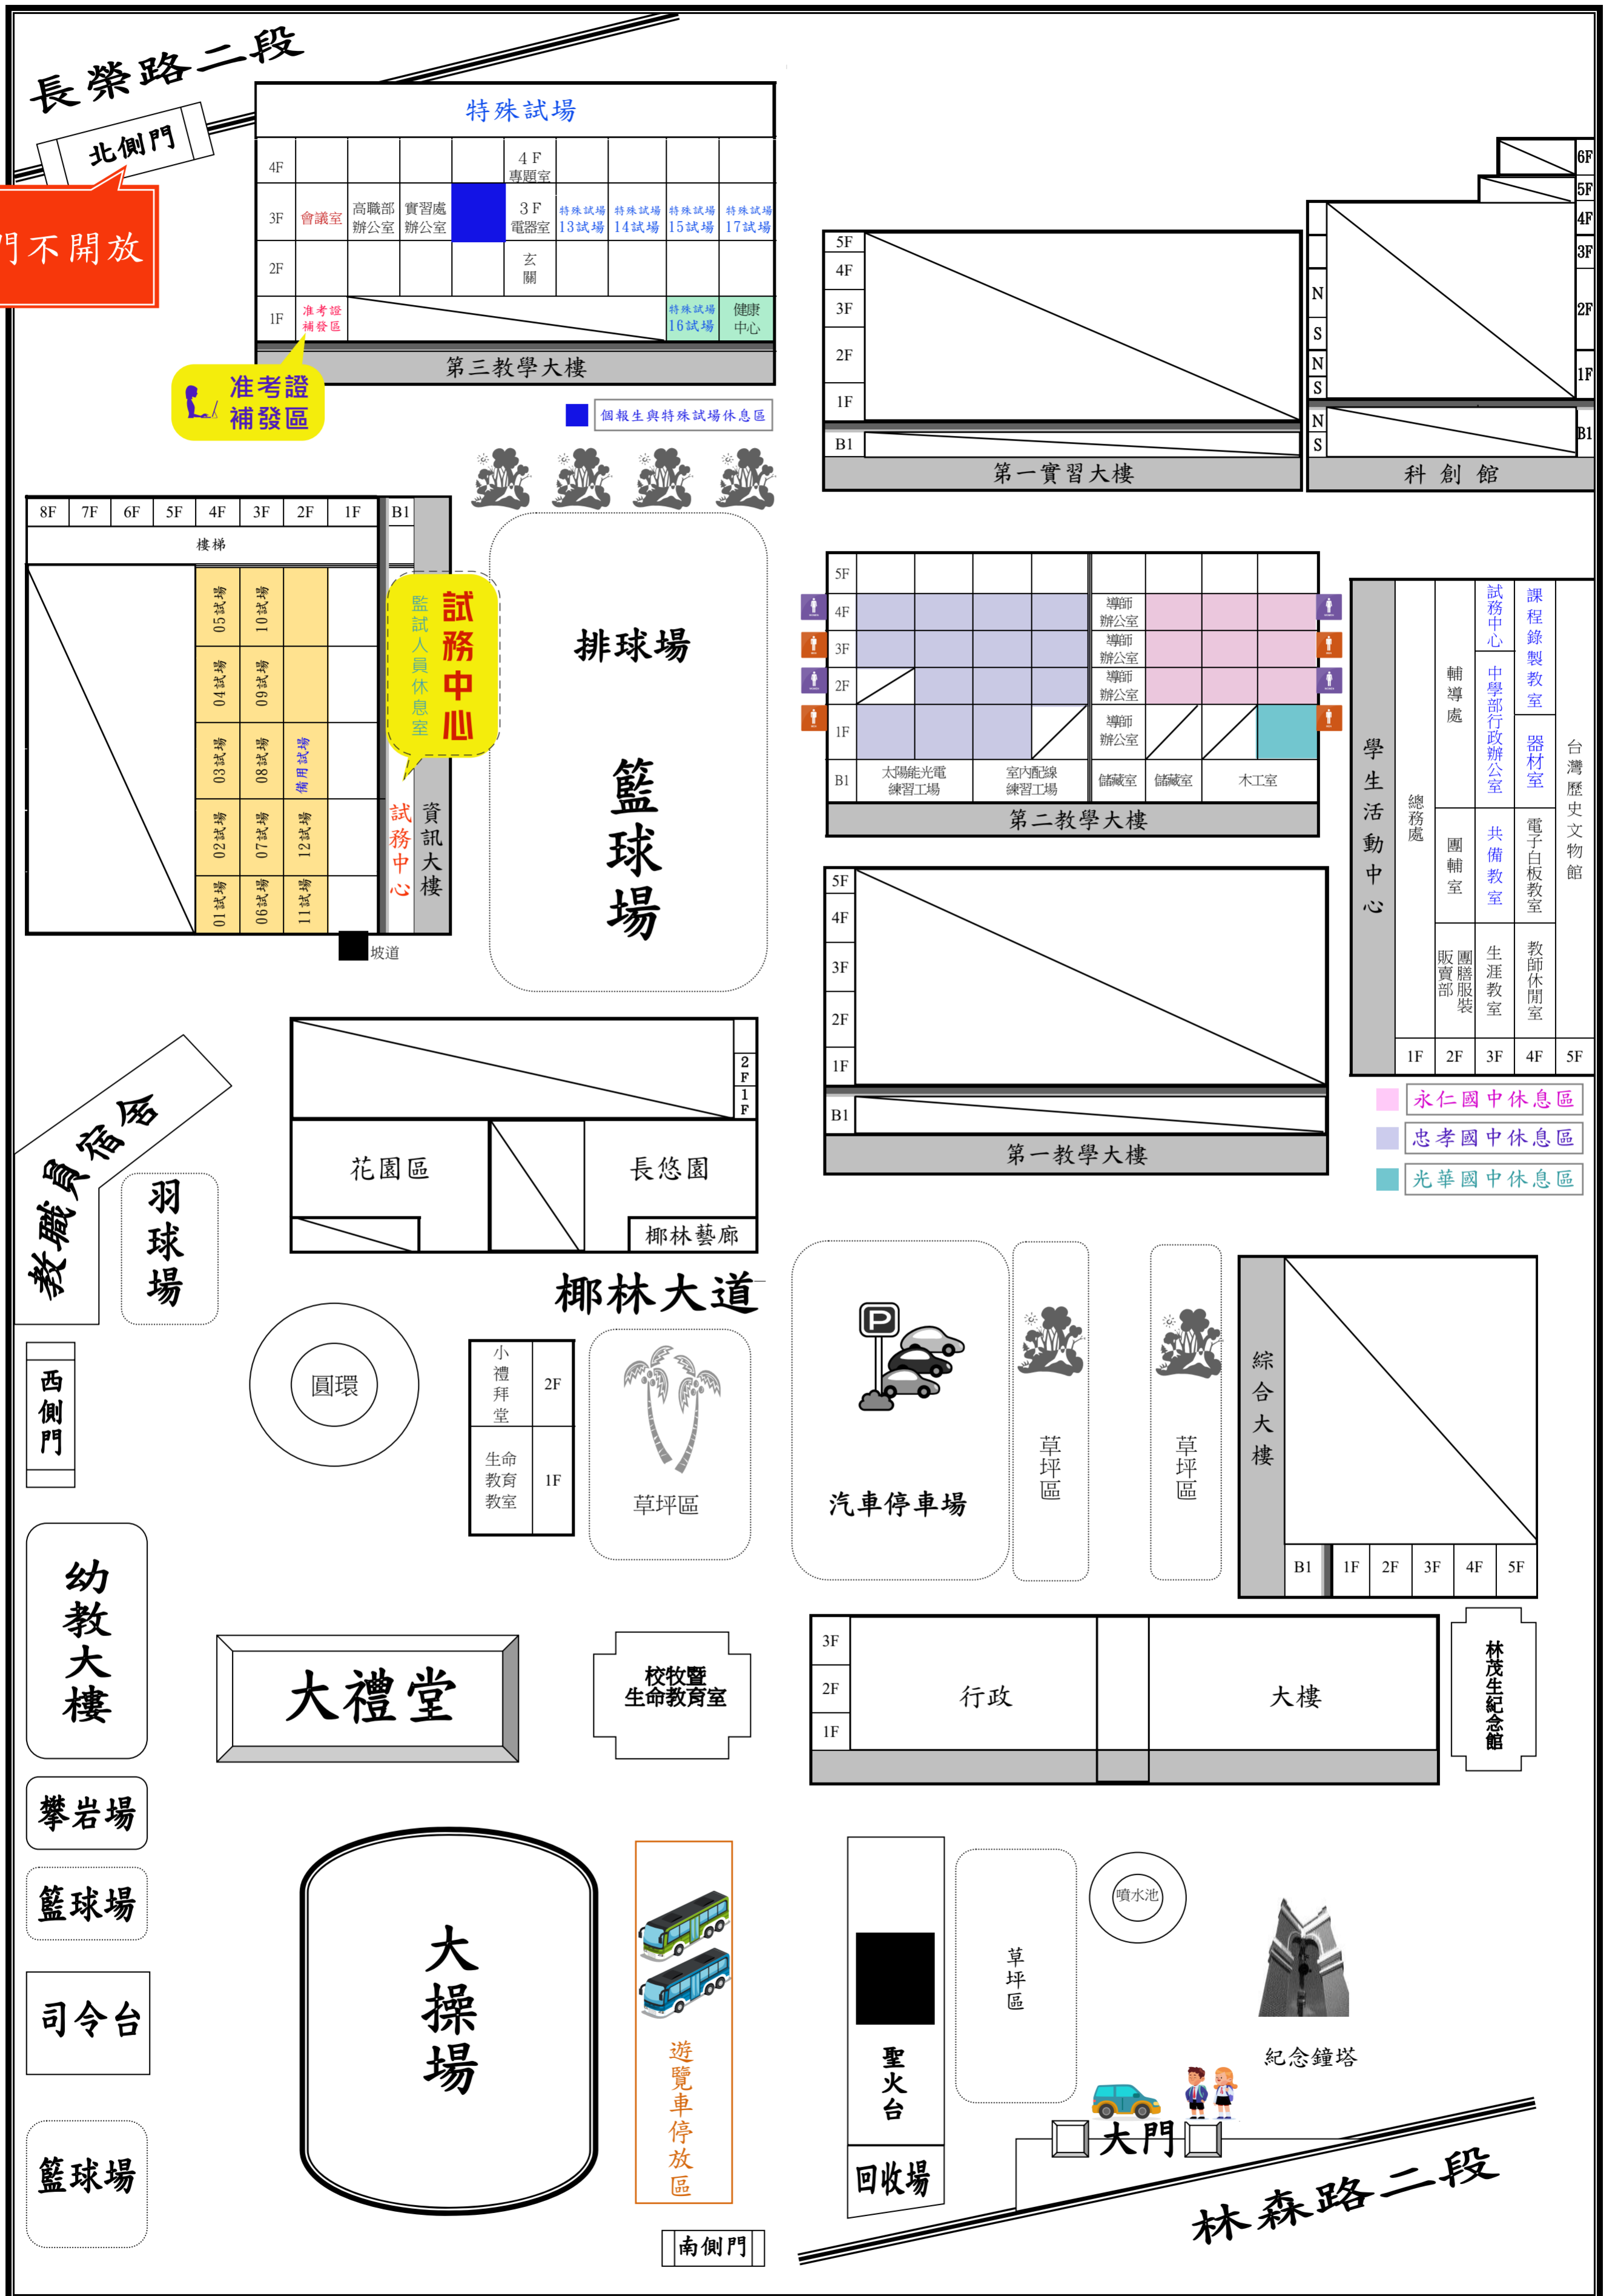 長榮路二段
北側門
門不開放
特殊試場
4F
4F
專題室
3F
會議室
高職部
辦公室
實習處
辦公室
3F
電器室
特殊試場
13試場
特殊試場
14試場
特殊試場
15試場
特殊試場
17試場
2F
玄
關
1F
准考證
補發區
特殊試場
16試場
健康
中心
第三教學大樓
准考證
補發區
個報生與特殊試場休息區
5F
4F
3F
2F
1F
B1
第一實習大樓
6F
5F
4F
3F
2F
1F
B1
N
S
N
S
N
S
科創館
8F
7F
6F
5F
4F
3F
2F
1F
B1
樓梯
05試場
10試場
04試場
09試場
03試場
08試場
備用試場
02試場
07試場
12試場
01試場
06試場
11試場
試務中心
監試人員休息室
試務中心
資訊大樓
坡道
排球場
籃球場
5F
4F
導師
辦公室
3F
導師
辦公室
2F
導師
辦公室
1F
導師
辦公室
B1
太陽能光電
練習工場
室內配線
練習工場
儲藏室
儲藏室
木工室
第二教學大樓
學生活動中心
總務處
輔導處
團輔室
團膳服裝
販賣部
試務中心
中學部行政辦公室
共備教室
生涯教室
課程錄製教室
器材室
電子白板教室
教師休閒室
台灣歷史文物館
1F
2F
3F
4F
5F
永仁國中休息區
忠孝國中休息區
光華國中休息區
5F
4F
3F
2F
1F
B1
第一教學大樓
2F
1F
花園區
長悠園
椰林藝廊
教職員宿舍
羽球場
椰林大道
西側門
圓環
小禮拜堂
2F
生命
教育
教室
1F
草坪區
汽車停車場
草坪區
草坪區
綜合大樓
B1
1F
2F
3F
4F
5F
幼教大樓
大禮堂
校牧暨
生命教育室
3F
2F
1F
行政
大樓
林茂生紀念館
攀岩場
籃球場
司令台
籃球場
大操場
遊覽車停放區
南側門
聖火台
回收場
草坪區
噴水池
紀念鐘塔
大門
林森路二段